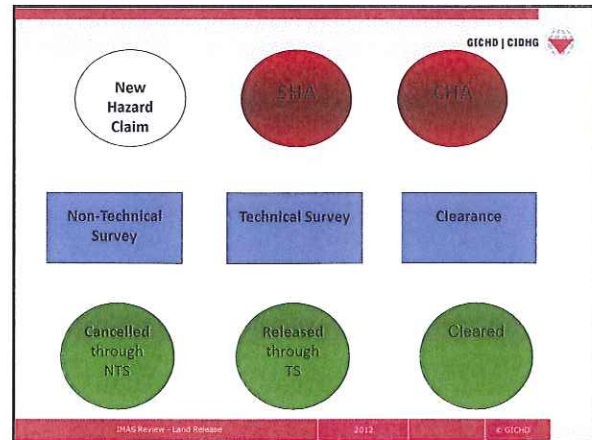 GICHD | CIDHG
New
Hazard
Claim
SHA
CHA
Non-Technical
Survey
Technical Survey
Clearance
Cancelled
through
NTS
Released
through
TS
Cleared
IMAS Review - Land Release
2012
© GICHD